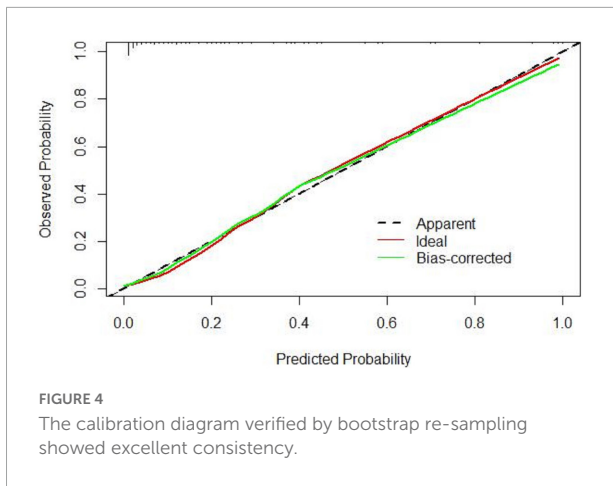 1.0
0.8
0.6
0.4
0.2
0.0
Observed Probability
Apparent
Ideal
Bias-corrected
0.0 0.2 0.4 0.6 0.8 1.0
Predicted Probability
FIGURE 4
The calibration diagram verified by bootstrap re-sampling
showed excellent consistency.